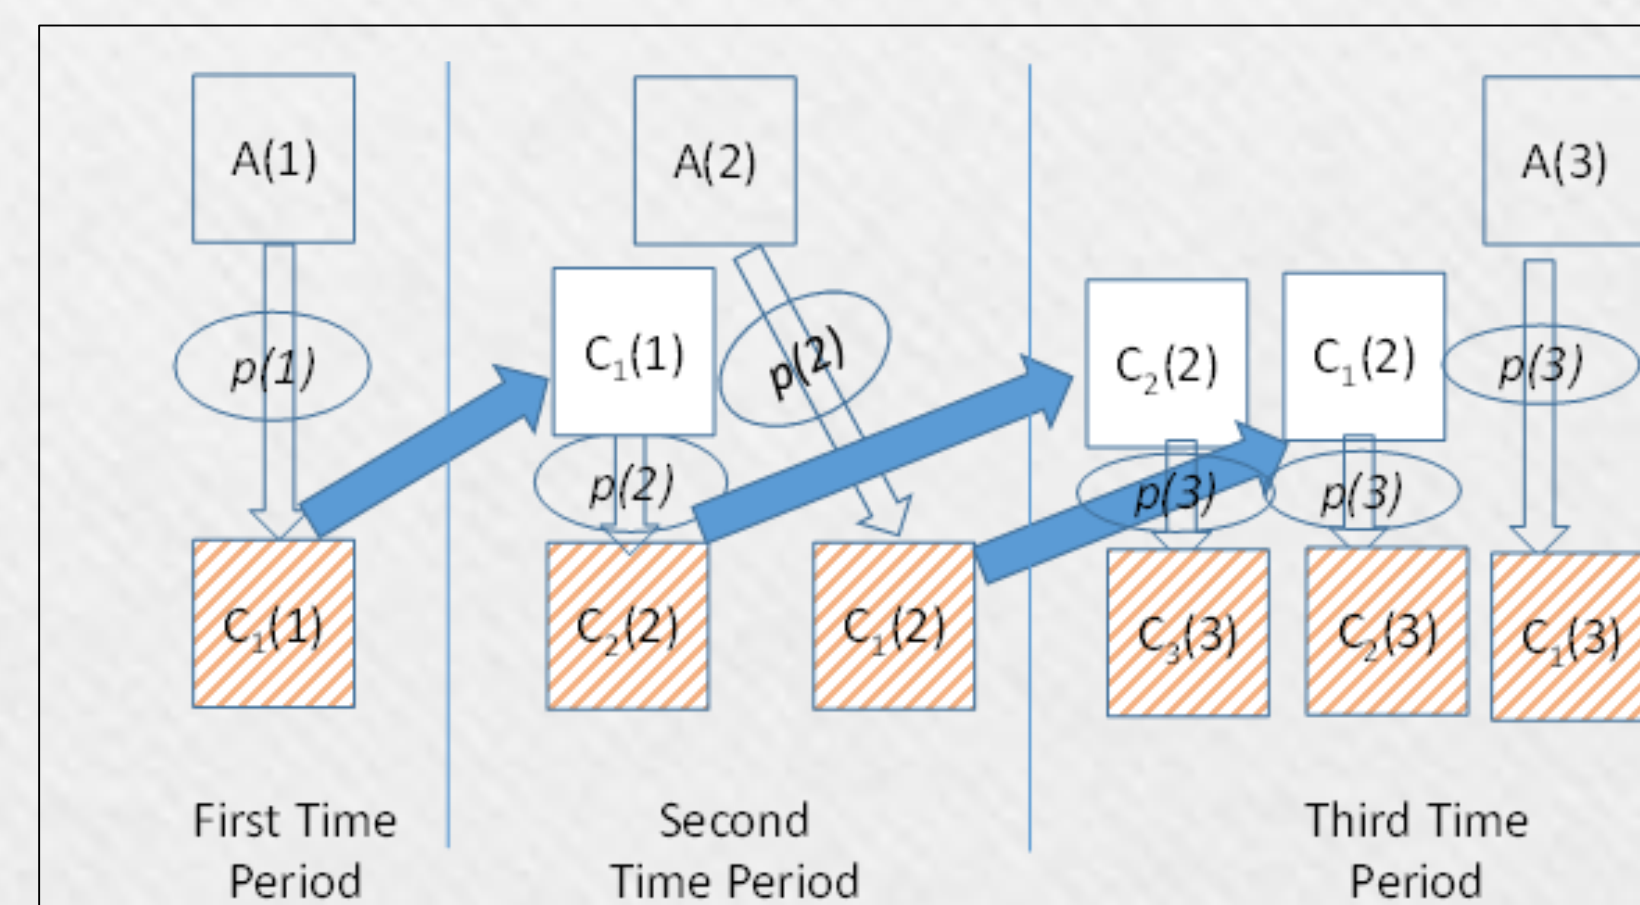 A(1)
A(2)
A(3)
C₁(1)
p(2)
C₂(2)
C₁(2)
p(1)
p(3)
p(2)
p(3)
p(3)
C₁(1)
C₂(2)
C₁(2)
C₃(3)
C₂(3)
C₁(3)
First Time
Period
Second
Time Period
Third Time
Period